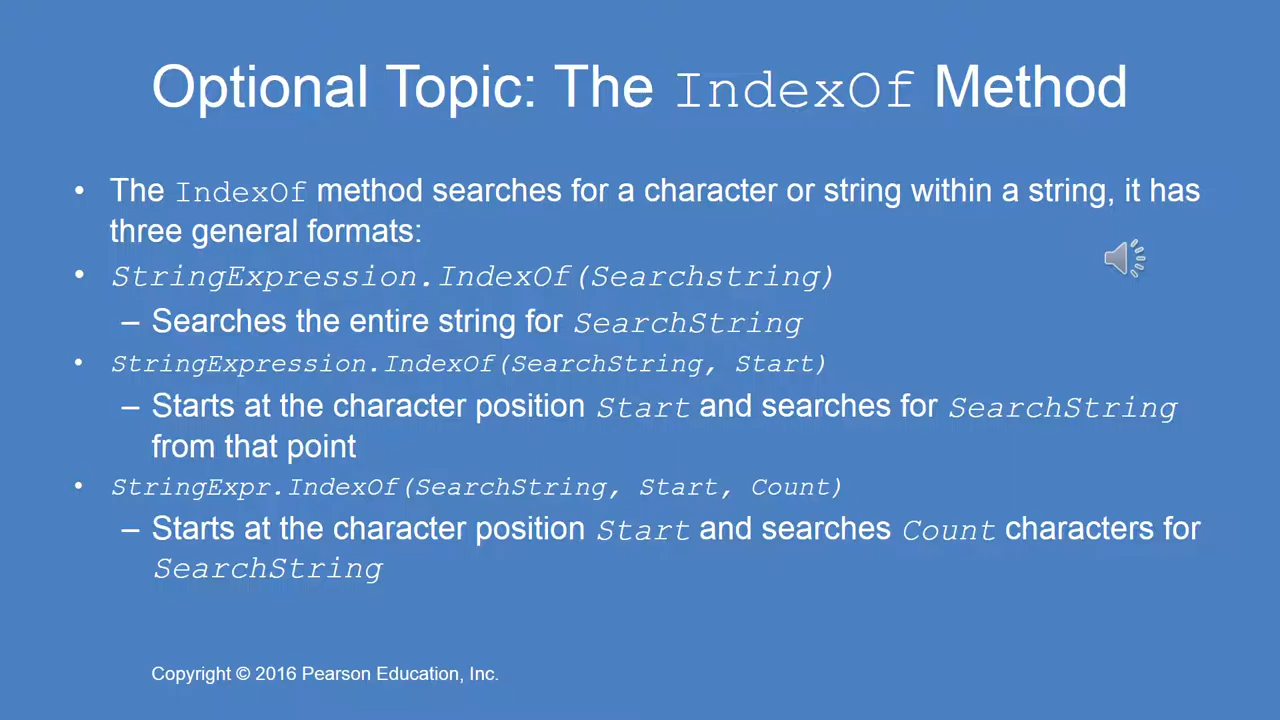 Optional Topic: The IndexOf Method
• The IndexOf method searches for a character or string within a string, it has
three general formats:
• StringExpression.IndexOf(Searchstring)
– Searches the entire string for SearchString
• StringExpression.IndexOf(SearchString, Start)
– Starts at the character position Start and searches for SearchString
from that point
• StringExpr.IndexOf(SearchString, Start, Count)
– Starts at the character position Start and searches Count characters for
SearchString
Copyright © 2016 Pearson Education, Inc.